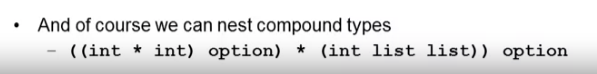 • And of course we can nest compound types
– ((int * int) option) * (int list list)) option